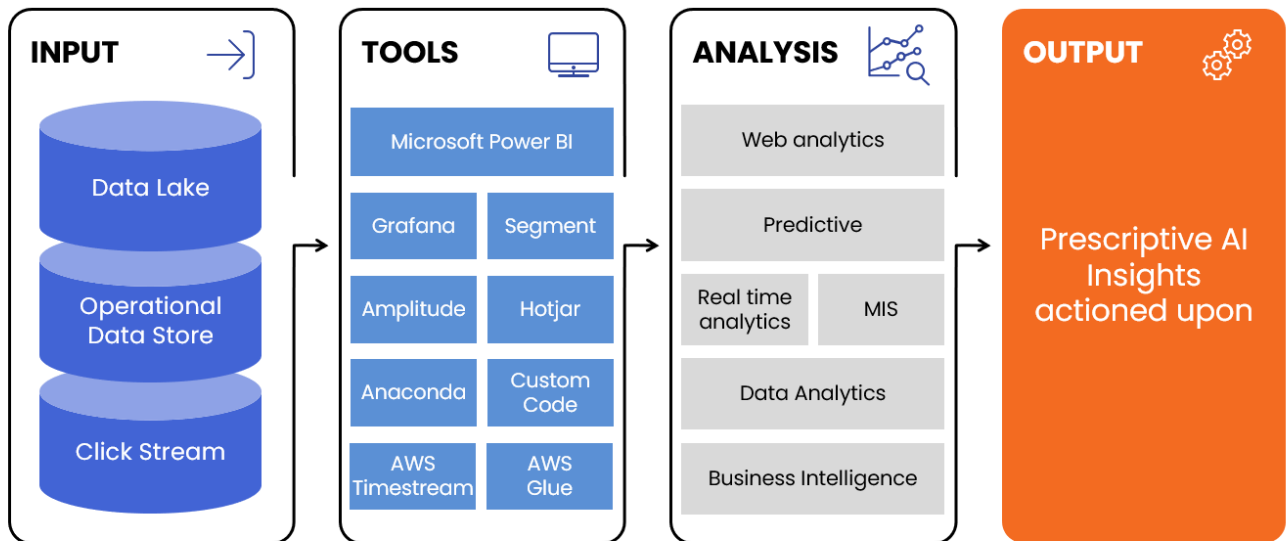 INPUT
Data Lake
Operational
Data Store
Click Stream
TOOLS
Microsoft Power BI
Grafana
Segment
Amplitude
Hotjar
Anaconda
Custom
Code
AWS
Timestream
AWS
Glue
ANALYSIS
Web analytics
Predictive
Real time
analytics
MIS
Data Analytics
Business Intelligence
OUTPUT
Prescriptive AI
Insights
actioned upon